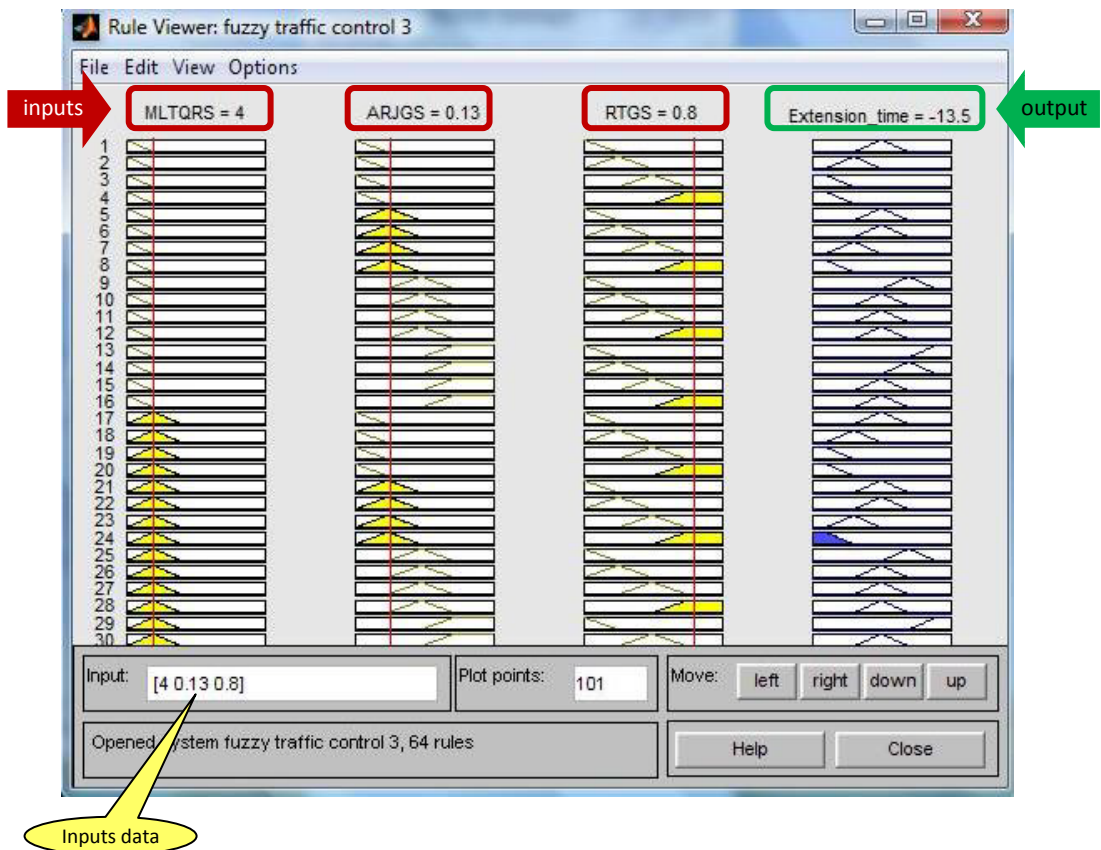 Rule Viewer: fuzzy traffic control 3
File Edit View Options
inputs
MLTQRS = 4
ARJGS = 0.13
RTGS = 0.8
Extension_time = -13.5
output
1
2
3
4
5
6
7
8
9
10
11
12
13
14
15
16
17
18
19
20
21
22
23
24
25
26
27
28
29
30
Input:
[4 0.13 0.8]
Plot points:
101
Move:
left
right
down
up
Opened system fuzzy traffic control 3, 64 rules
Help
Close
Inputs data